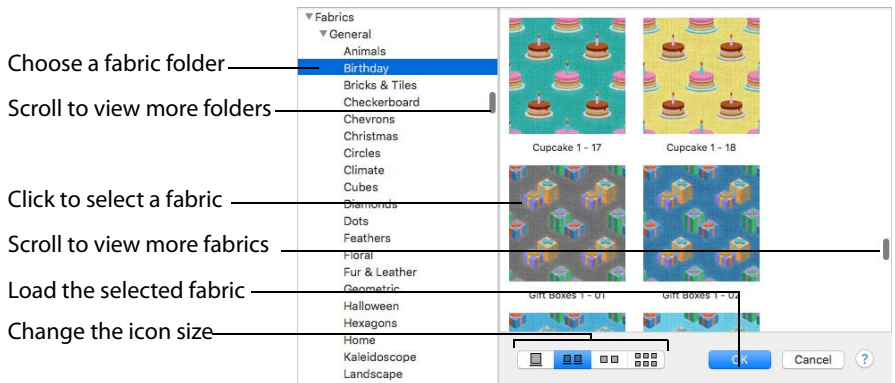 Choose a fabric folder
Scroll to view more folders
Click to select a fabric
Scroll to view more fabrics
Load the selected fabric
Change the icon size
Fabrics
General
Animals
Birthday
Bricks & Tiles
Checkerboard
Chevrons
Christmas
Circles
Climate
Cubes
Diamonds
Dots
Feathers
Floral
Fur & Leather
Geometric
Halloween
Hexagons
Home
Kaleidoscope
Landscape
Cupcake 1 - 17
Cupcake 1 - 18
Gift Boxes 1 - 01
Gift Boxes 1 - 02
OK
Cancel
?